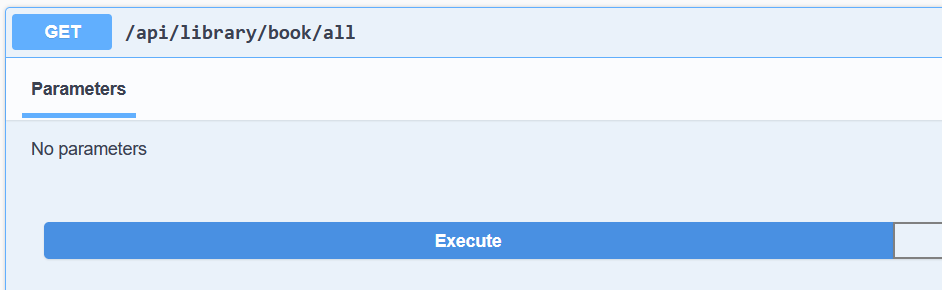 GET /api/library/book/all
Parameters
No parameters
Execute